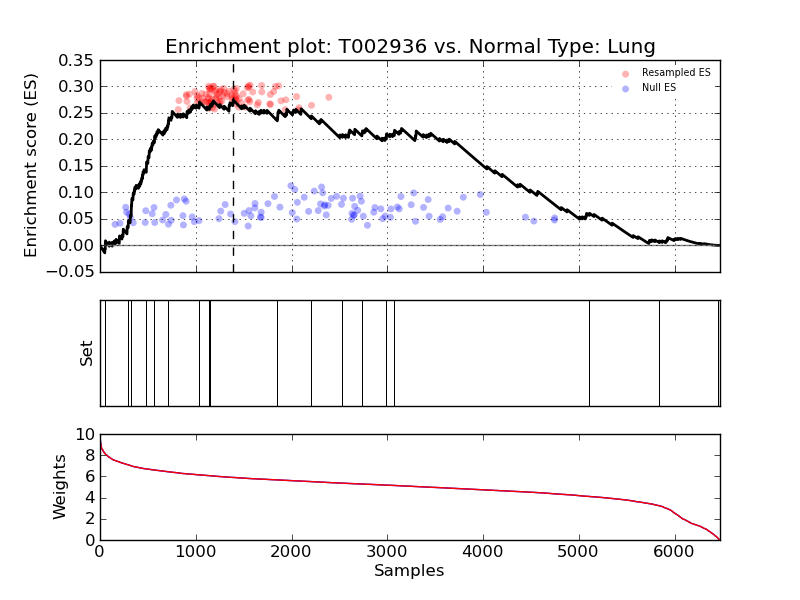 Enrichment plot: T002936 vs. Normal Type: Lung
Enrichment score (ES)
0.35
0.30
0.25
0.20
0.15
0.10
0.05
0.00
−0.05
Resampled ES
Null ES
Set
Weights
10
8
6
4
2
0
0 1000 2000 3000 4000 5000 6000
Samples